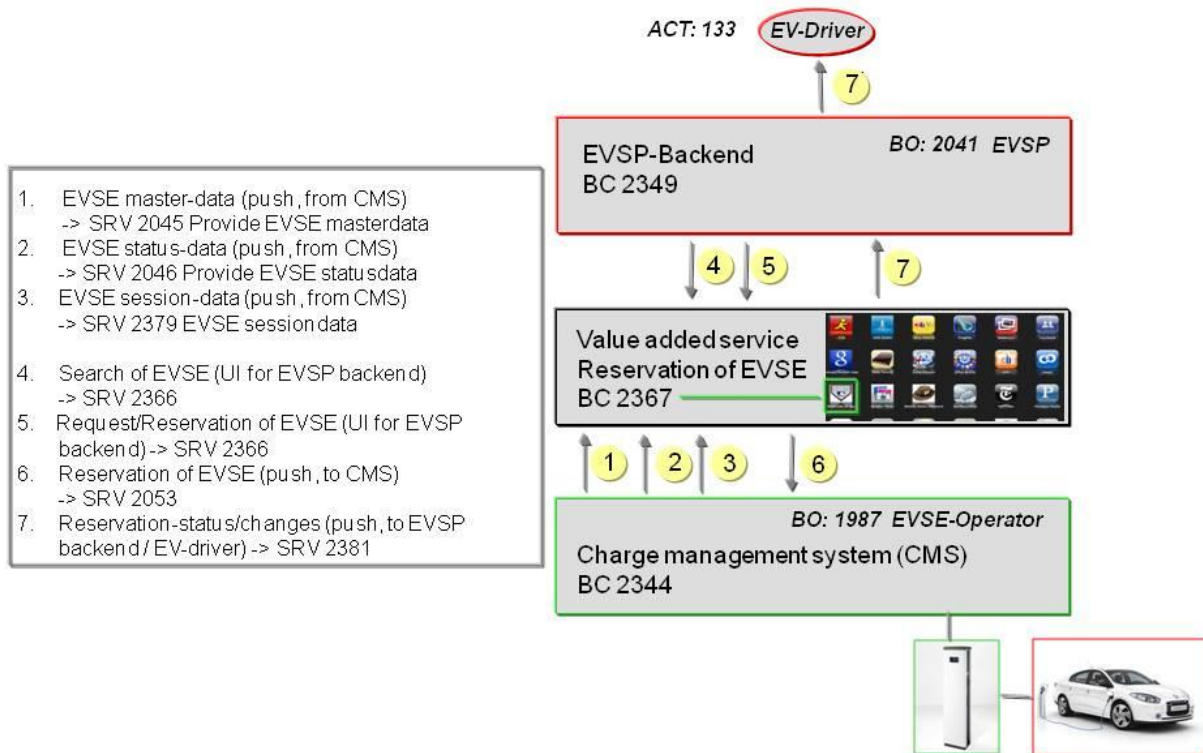 ACT: 133 EV-Driver
7
EVSP-Backend
BO: 2041 EVSP
BC 2349
1. EVSE master-data (push, from CMS)
-> SRV 2045 Provide EVSE masterdata
2. EVSE status-data (push, from CMS)
-> SRV 2046 Provide EVSE statusdata
3. EVSE session-data (push, from CMS)
-> SRV 2379 EVSE sessiondata
4. Search of EVSE (UI for EVSP backend)
-> SRV 2366
5. Request/Reservation of EVSE (UI for EVSP
backend) -> SRV 2366
6. Reservation of EVSE (push, to CMS)
-> SRV 2053
7. Reservation-status/changes (push, to EVSP
backend / EV-driver) -> SRV 2381
4 5 7
Value added service
Reservation of EVSE
BC 2367
1 2 3 6
BO: 1987 EVSE-Operator
Charge management system (CMS)
BC 2344